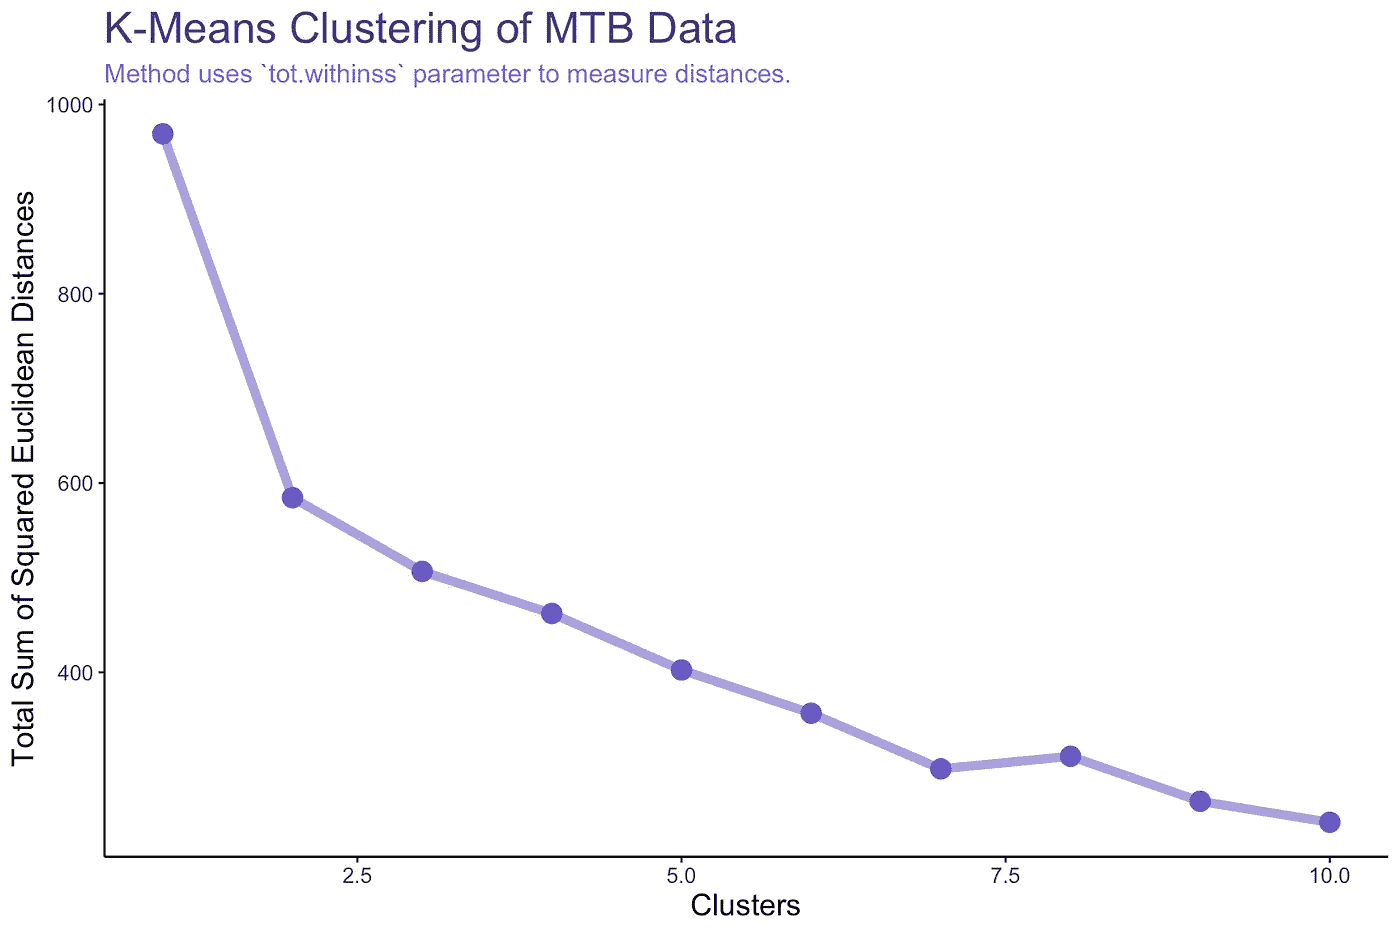 K-Means Clustering of MTB Data
Method uses `tot.withinss` parameter to measure distances.
Total Sum of Squared Euclidean Distances
1000
800
600
400
2.5
5.0
7.5
10.0
Clusters